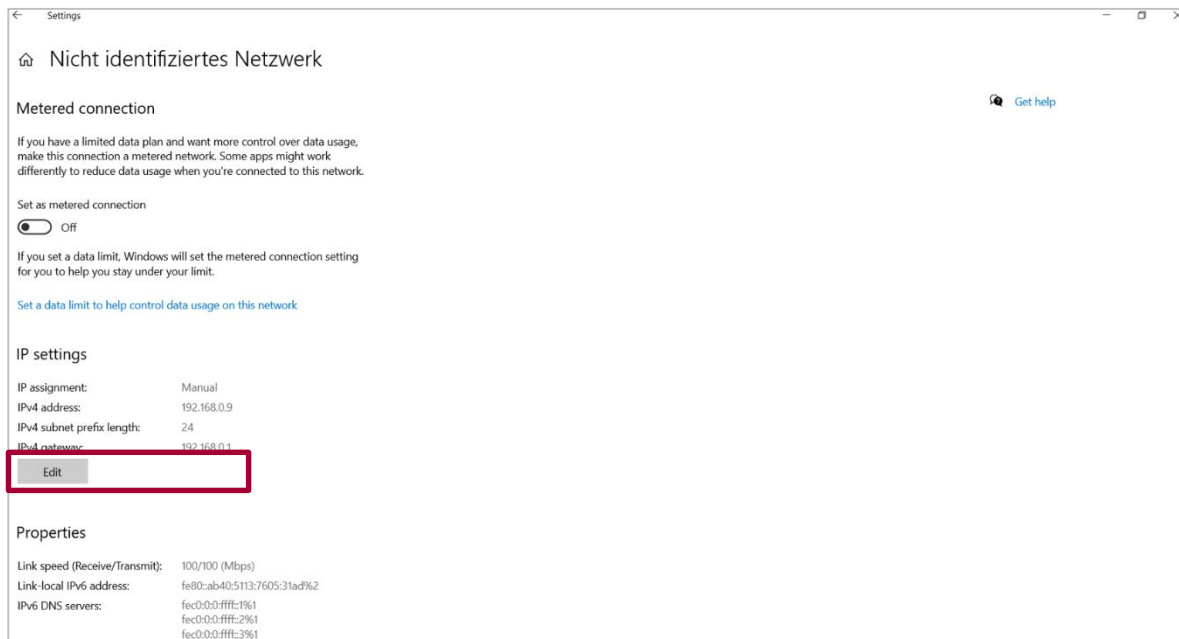 Settings
Nicht identifiziertes Netzwerk
Metered connection
Get help
If you have a limited data plan and want more control over data usage,
make this connection a metered network. Some apps might work
differently to reduce data usage when you're connected to this network.
Set as metered connection
Off
If you set a data limit, Windows will set the metered connection setting
for you to help you stay under your limit.
Set a data limit to help control data usage on this network
IP settings
IP assignment: Manual
IPv4 address: 192.168.0.9
IPv4 subnet prefix length: 24
IPv4 gateway: 192.168.0.1
Edit
Properties
Link speed (Receive/Transmit): 100/100 (Mbps)
Link-local IPv6 address: fe80::ab40:5113:7605:31ad%2
IPv6 DNS servers: fec0:0:0:ffff::1%1
fec0:0:0:ffff::2%1
fec0:0:0:ffff::3%1